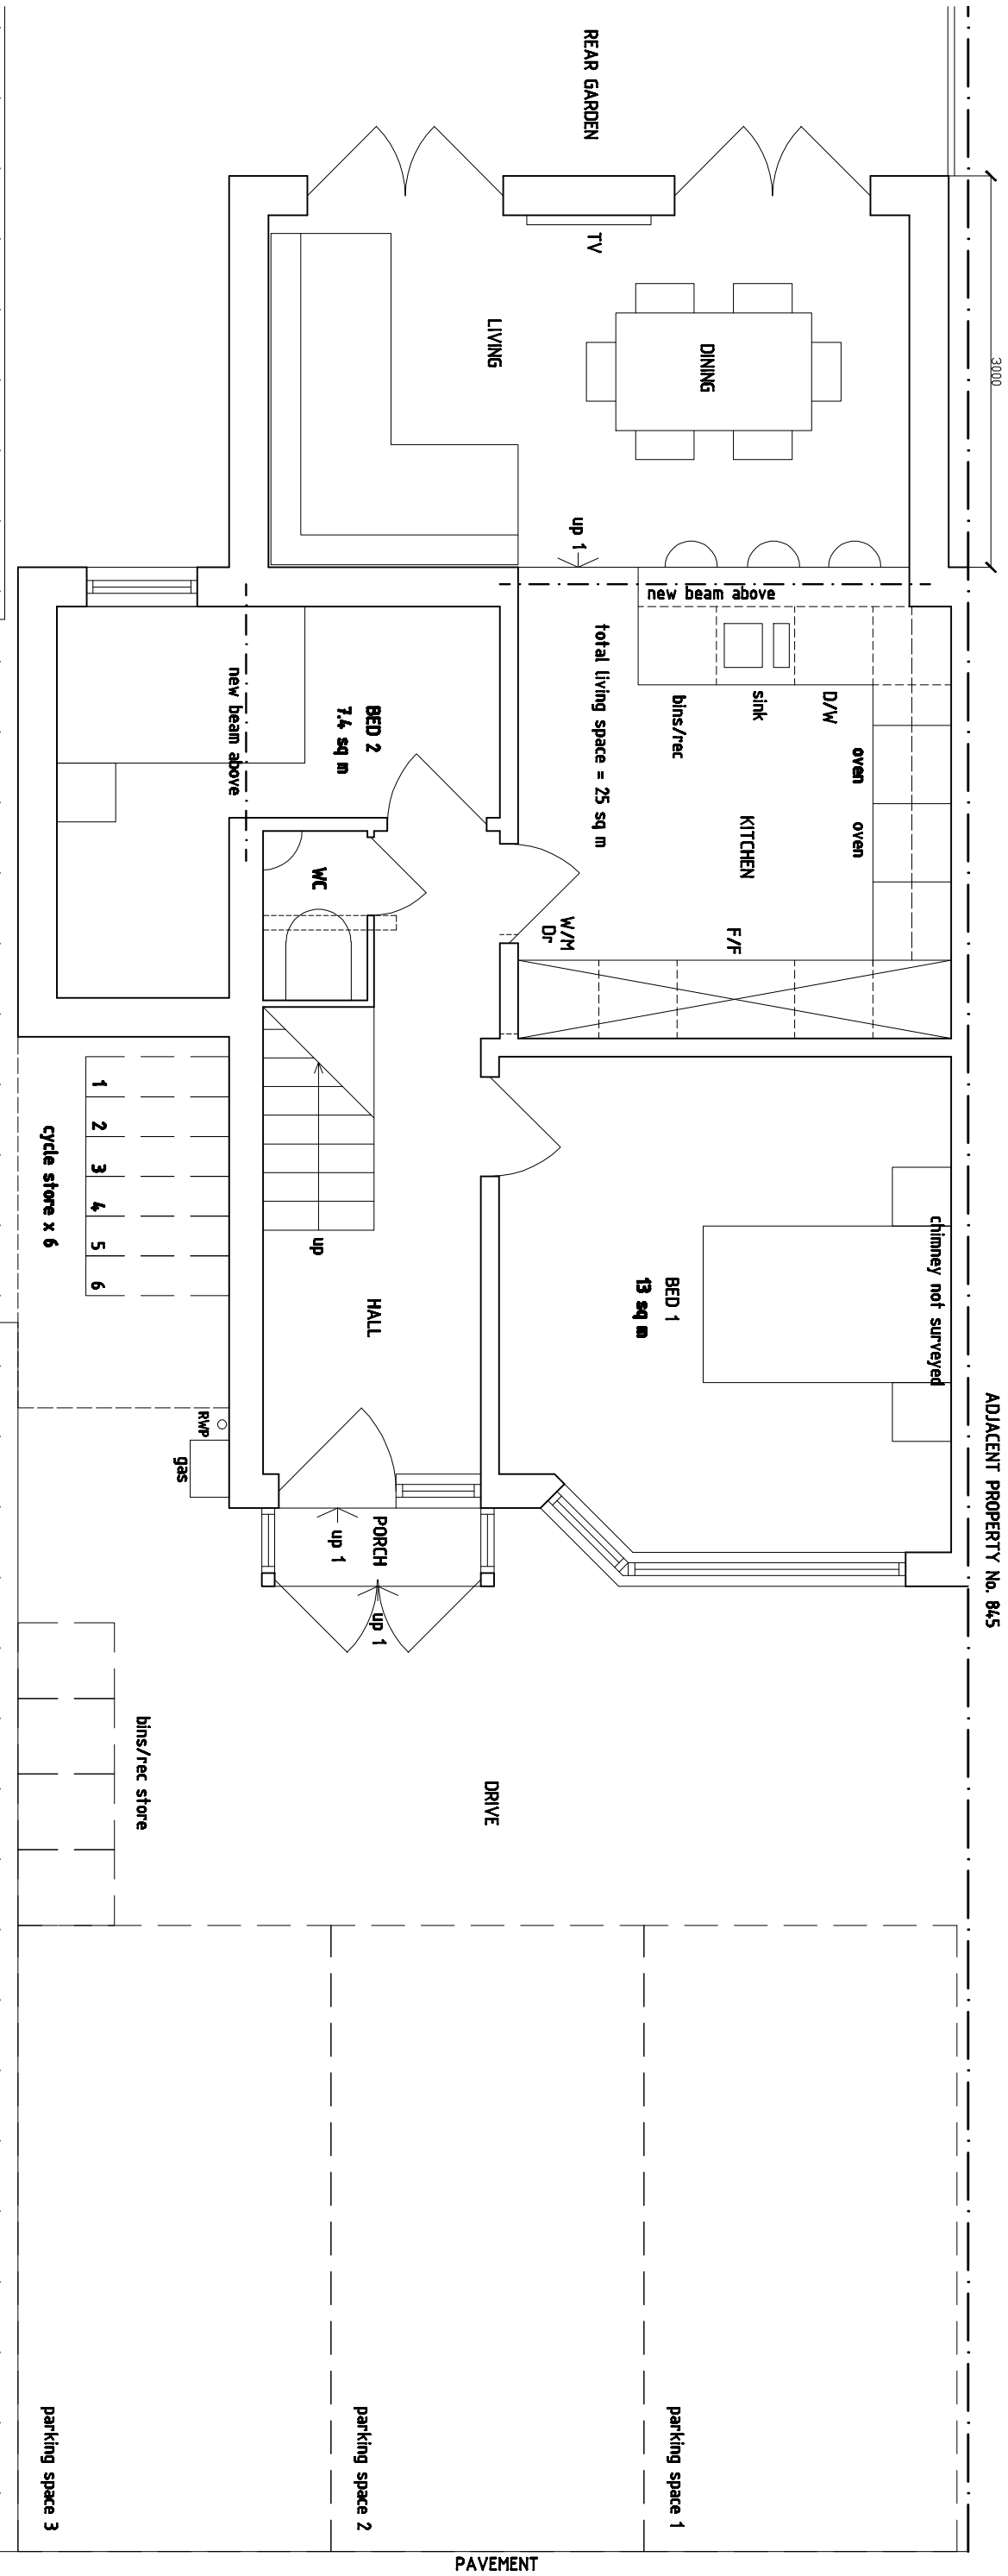 REAR GARDEN
3000
TV
LIVING
DINING
up 1
new beam above
total living space = 25 sq m
bins/rec
sink
D/W
oven
oven
KITCHEN
F/F
W/M
Dr
BED 2
7.4 sq m
new beam above
WC
up
HALL
BED 1
13 sq m
chimney not surveyed
ADJACENT PROPERTY No. 845
1
2
3
4
5
6
cycle store x 6
RWP
gas
PORCH
up 1
up 1
bins/rec store
DRIVE
parking space 1
parking space 2
parking space 3
PAVEMENT